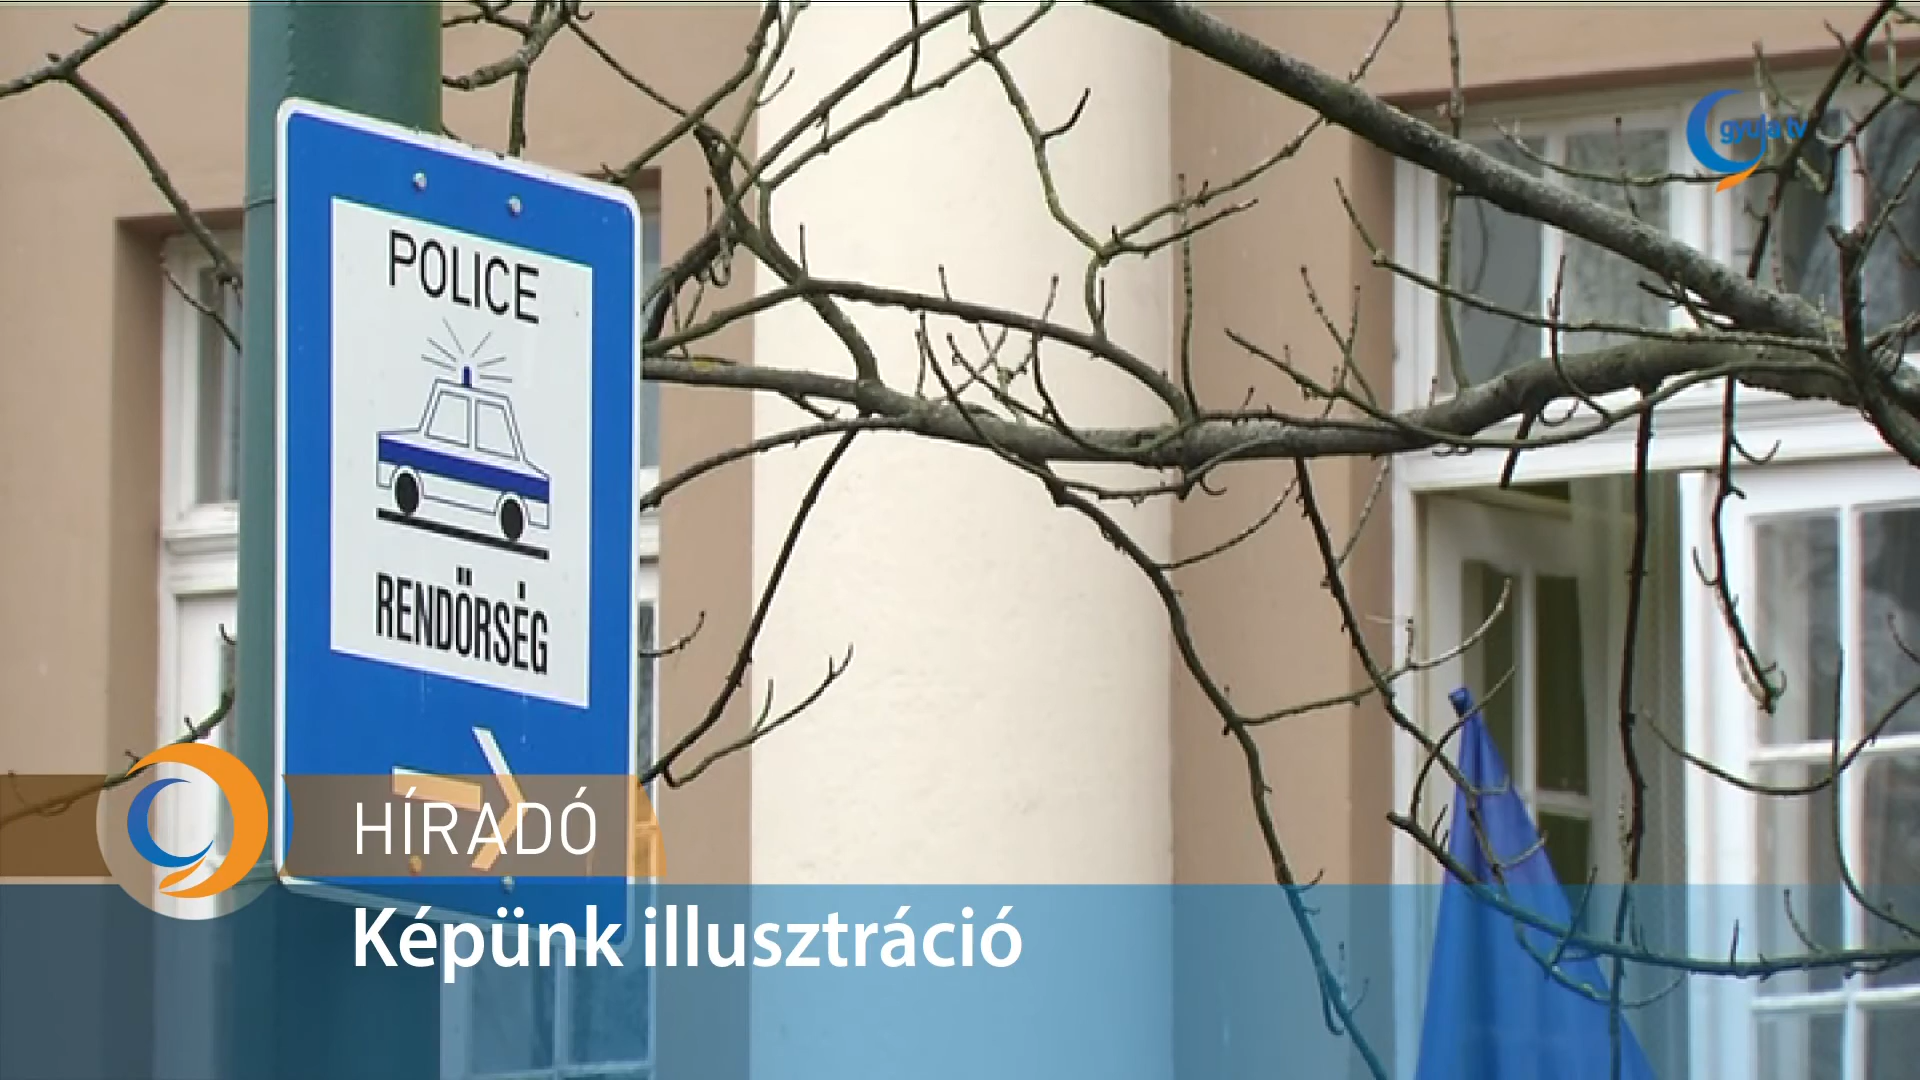 gyula tv
POLICE
RENDŐRSÉG
HÍRADÓ
Képünk illusztráció